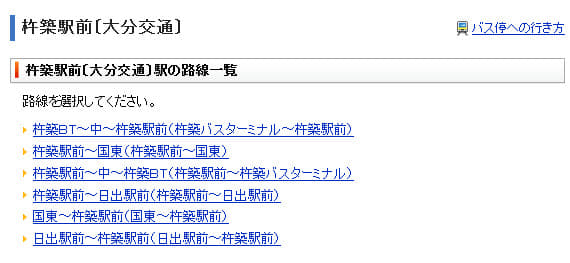 杵築駅前〔大分交通〕
バス停への行き方
杵築駅前〔大分交通〕駅の路線一覧
路線を選択してください。
杵築BT～中～杵築駅前(杵築バスターミナル～杵築駅前)
杵築駅前～国東(杵築駅前～国東)
杵築駅前～中～杵築BT(杵築駅前～杵築バスターミナル)
杵築駅前～日出駅前(杵築駅前～日出駅前)
国東～杵築駅前(国東～杵築駅前)
日出駅前～杵築駅前(日出駅前～杵築駅前)